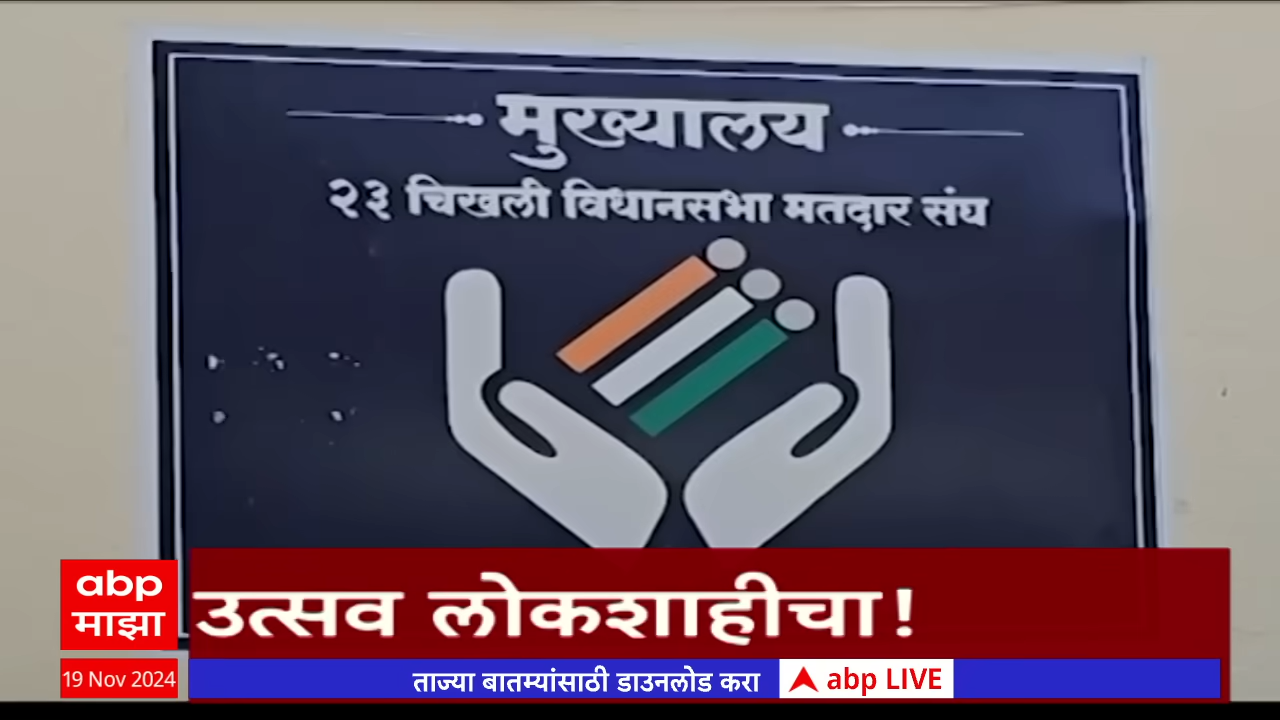 मुख्यालय
२३ चिखली विधानसभा मतदार संघ
abp
माझा
उत्सव लोकशाहीचा!
19 Nov 2024
ताज्या बातम्यांसाठी डाउनलोड करा abp LIVE